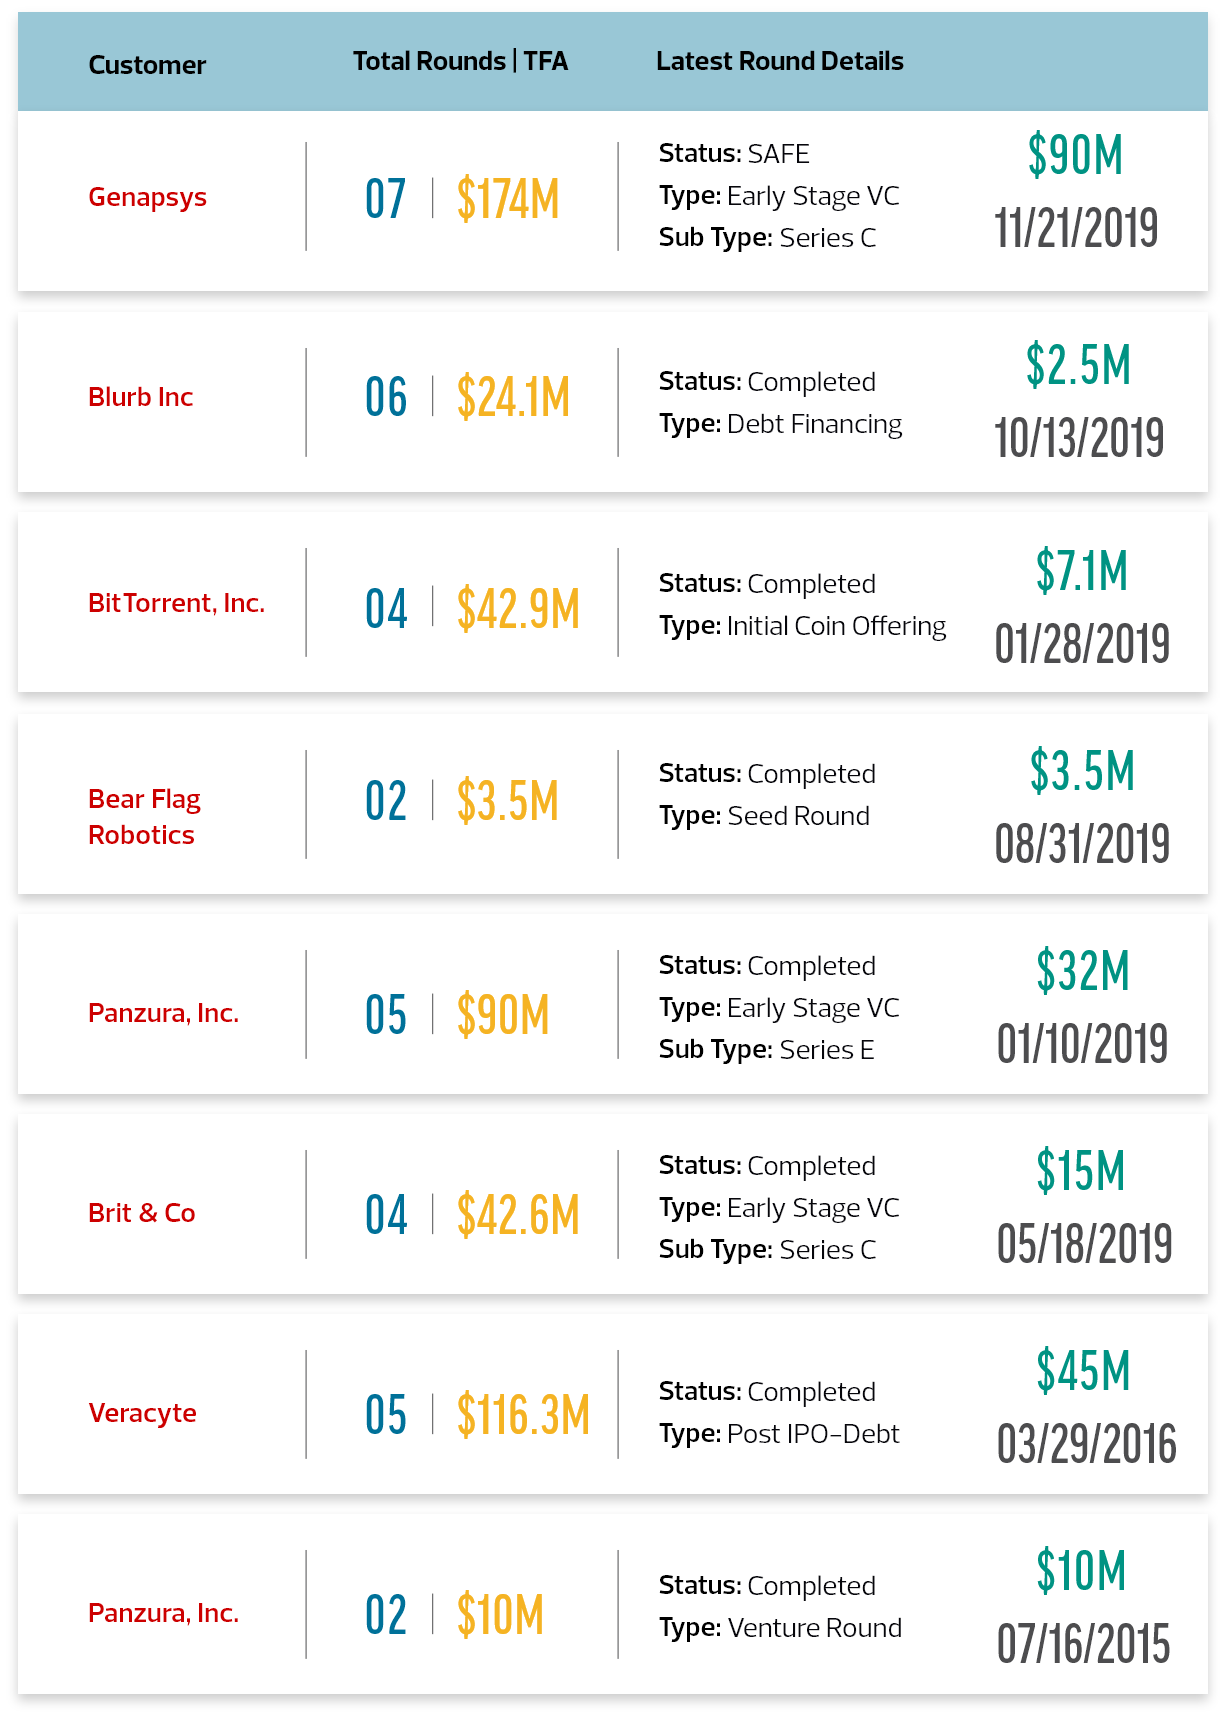 Customer
Total Rounds | TFA
Latest Round Details
Genapsys
07 | $174M
Status: SAFE
Type: Early Stage VC
Sub Type: Series C
$90M
11/21/2019
Blurb Inc
06 | $24.1M
Status: Completed
Type: Debt Financing
$2.5M
10/13/2019
BitTorrent, Inc.
04 | $42.9M
Status: Completed
Type: Initial Coin Offering
$7.1M
01/28/2019
Bear Flag
Robotics
02 | $3.5M
Status: Completed
Type: Seed Round
$3.5M
08/31/2019
Panzura, Inc.
05 | $90M
Status: Completed
Type: Early Stage VC
Sub Type: Series E
$32M
01/10/2019
Brit & Co
04 | $42.6M
Status: Completed
Type: Early Stage VC
Sub Type: Series C
$15M
05/18/2019
Veracyte
05 | $116.3M
Status: Completed
Type: Post IPO-Debt
$45M
03/29/2016
Panzura, Inc.
02 | $10M
Status: Completed
Type: Venture Round
$10M
07/16/2015